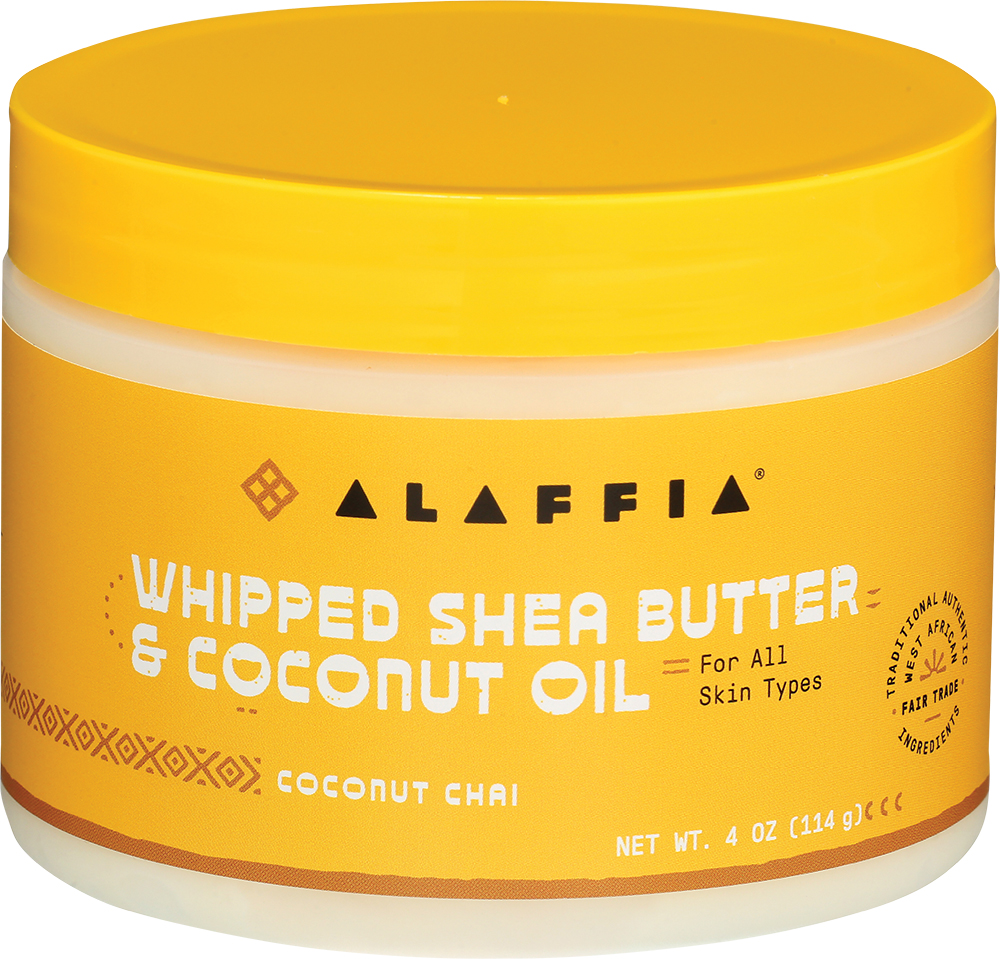 ALAFFIA®
WHIPPED SHEA BUTTER
& COCONUT OIL
For All
Skin Types
TRADITIONAL AUTHENTIC
WEST AFRICAN
FAIR TRADE
INGREDIENTS
COCONUT CHAI
NET WT. 4 OZ (114 g)